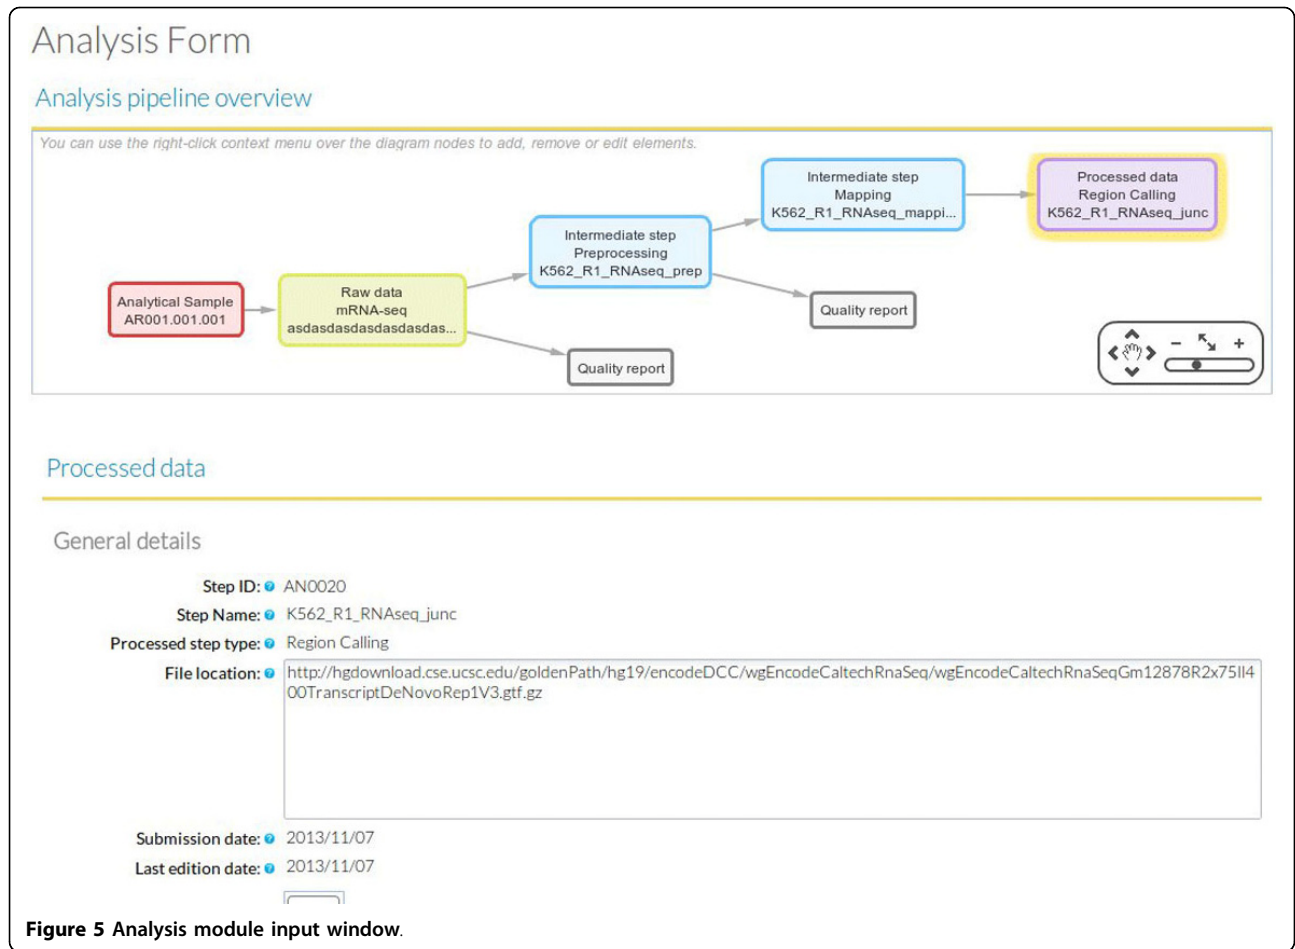 Analysis Form
Analysis pipeline overview
You can use the right-click context menu over the diagram nodes to add, remove or edit elements.
Analytical Sample
AR001.001.001
Raw data
mRNA-seq
asdasdasdasdasdasdas...
Quality report
Intermediate step
Preprocessing
K562_R1_RNAseq_prep
Quality report
Intermediate step
Mapping
K562_R1_RNAseq_mappi...
Processed data
Region Calling
K562_R1_RNAseq_junc
Processed data
General details
Step ID: ? AN0020
Step Name: ? K562_R1_RNAseq_junc
Processed step type: ? Region Calling
File location: ? http://hgdownload.cse.ucsc.edu/goldenPath/hg19/encodeDCC/wgEncodeCaltechRnaSeq/wgEncodeCaltechRnaSeqGm12878R2x75Il4
00TranscriptDeNovoRep1V3.gtf.gz
Submission date: ? 2013/11/07
Last edition date: ? 2013/11/07
Figure 5 Analysis module input window.